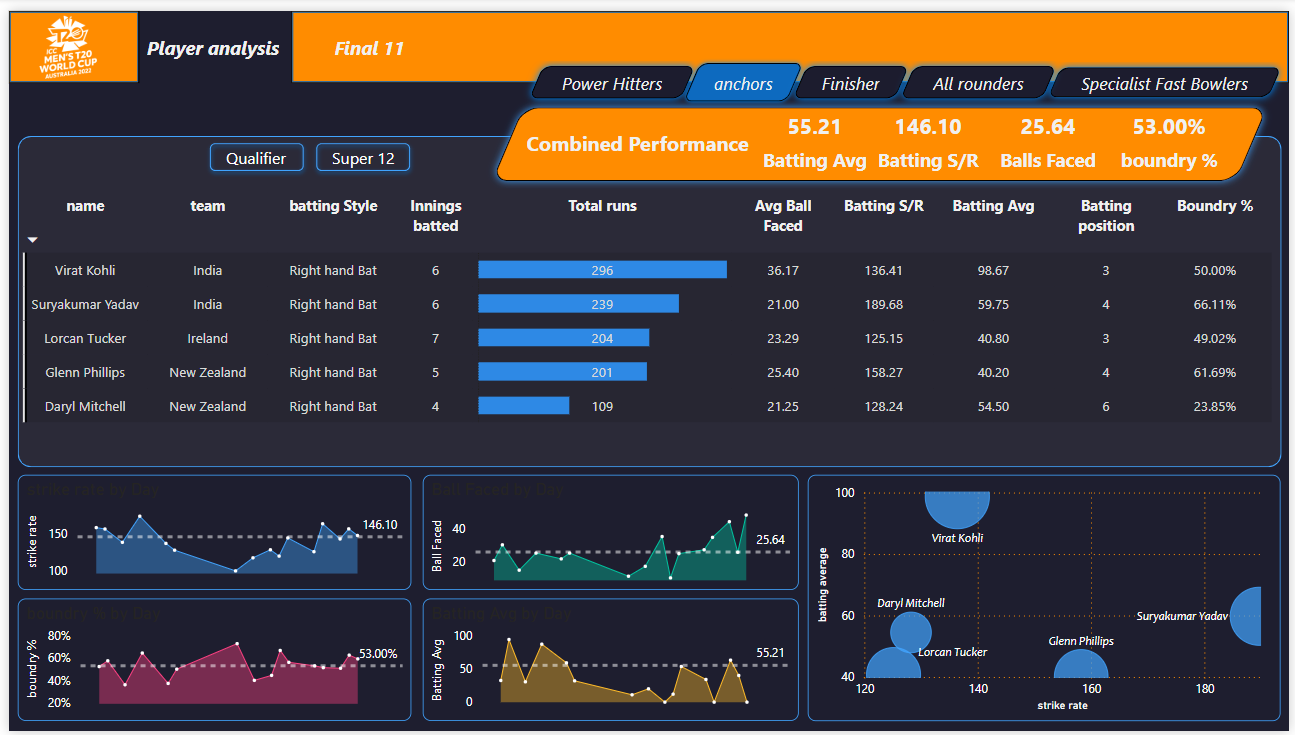 ICC
MEN'S T20
WORLD CUP
AUSTRALIA 2022
Player analysis
Final 11
Power Hitters
anchors
Finisher
All rounders
Specialist Fast Bowlers
Combined Performance
55.21 146.10 25.64 53.00%
Batting Avg Batting S/R Balls Faced boundry %
Qualifier
Super 12
name team batting Style Innings batted Total runs Avg Ball Faced Batting S/R Batting Avg Batting position Boundry %
Virat Kohli India Right hand Bat 6 296 36.17 136.41 98.67 3 50.00%
Suryakumar Yadav India Right hand Bat 6 239 21.00 189.68 59.75 4 66.11%
Lorcan Tucker Ireland Right hand Bat 7 204 23.29 125.15 40.80 3 49.02%
Glenn Phillips New Zealand Right hand Bat 5 201 25.40 158.27 40.20 4 61.69%
Daryl Mitchell New Zealand Right hand Bat 4 109 21.25 128.24 54.50 6 23.85%
strike rate by Day
strike rate
150
100
146.10
Ball Faced by Day
Ball Faced
40
20
25.64
boundry % by Day
boundry %
80%
60%
40%
20%
53.00%
Batting Avg by Day
Batting Avg
100
50
0
55.21
batting average
100
80
60
40
Virat Kohli
Daryl Mitchell
Suryakumar Yadav
Glenn Phillips
Lorcan Tucker
120 140 160 180
strike rate